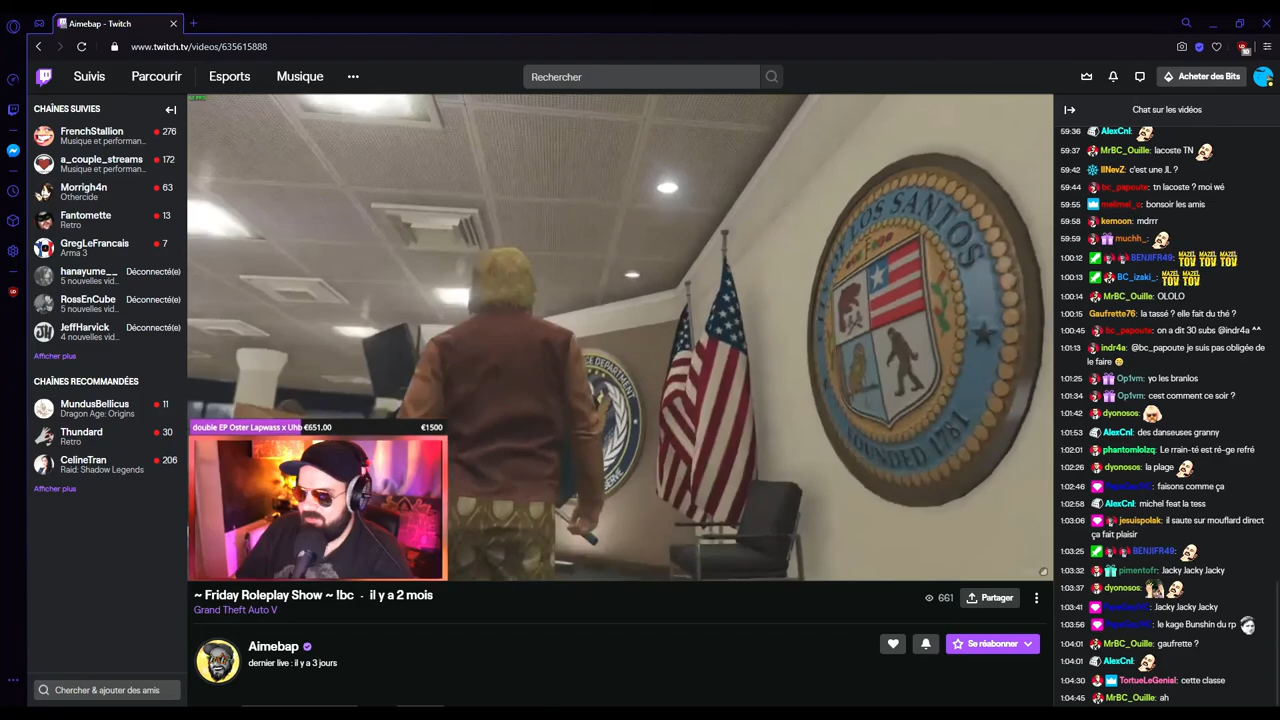 Aimebap - Twitch
www.twitch.tv/videos/635615888
Suivis
Parcourir
Esports
Musique
Rechercher
Acheter des Bits
CHAÎNES SUIVIES
FrenchStallion 276
Musique et performan...
a_couple_streams 172
Musique et performan...
Morrigh4n 63
Othercide
Fantomette 13
Retro
GregLeFrancais 7
Arma 3
hanayume__ Déconnecté(e)
5 nouvelles vid...
RossEnCube Déconnecté(e)
5 nouvelles vid...
JeffHarvick Déconnecté(e)
4 nouvelles vid...
Afficher plus
CHAÎNES RECOMMANDÉES
MundusBellicus 11
Dragon Age: Origins
Thundard 30
Retro
CelineTran 206
Raid: Shadow Legends
Afficher plus
Chercher & ajouter des amis
LOS SANTOS
FOUNDED 1781
DEPARTMENT
double EP Oster Lapwass x Uhb €651.00 €1500
~ Friday Roleplay Show ~ !bc - il y a 2 mois
Grand Theft Auto V
661
Partager
Aimebap
dernier live : il y a 3 jours
Se réabonner
Chat sur les vidéos
59:36 AlexCnl:
59:37 MrBC_Ouille: lacoste TN
59:42 IlNevZ: c'est une JL ?
59:44 bc_papoute: tn lacoste ? moi wé
59:55 melimel_c: bonsoir les amis
59:58 kemoon: mdrrr
59:59 muchh_:
1:00:12 BENJIFR49: MAZEL TOV MAZEL TOV MAZEL TOV
1:00:13 BC_izaki_: MAZEL TOV MAZEL TOV
1:00:14 MrBC_Ouille: OLOLO
1:00:15 Gaufrette76: la tassé ? elle fait du thé ?
1:00:45 bc_papoute: on a dit 30 subs @indr4a ^^
1:01:13 indr4a: @bc_papoute je suis pas obligée de
le faire
1:01:25 Op1vm: yo les branlos
1:01:34 Op1vm: cest comment ce soir ?
1:01:42 dyonosos:
1:01:53 AlexCnl: des danseuses granny
1:02:01 phantomlolzq: Le rrain-té est ré-ge refré
1:02:26 dyonosos: la plage
1:02:46 : faisons comme ça
1:02:58 AlexCnl: michel feat la tess
1:03:06 jesuispolak: il saute sur mouflard direct
ça fait plaisir
1:03:25 BENJIFR49:
1:03:32 pimentofr: Jacky Jacky Jacky
1:03:37 dyonosos:
1:03:41 : Jacky Jacky Jacky
1:03:56 : le kage Bunshin du rp
1:04:01 MrBC_Ouille: gaufrette ?
1:04:01 AlexCnl:
1:04:30 TortueLeGenial: cette classe
1:04:45 MrBC_Ouille: ah